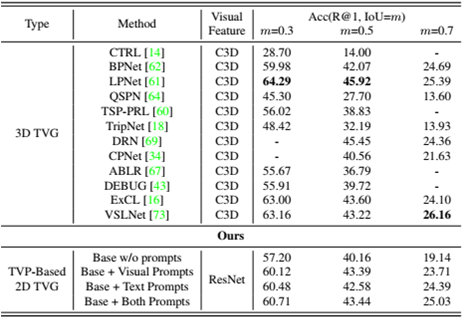 Type Method Visual Feature Acc(R@1, IoU=m)
m=0.3 m=0.5 m=0.7
3D TVG
CTRL [14] C3D 28.70 14.00 -
BPNet [62] C3D 59.98 42.07 24.69
LPNet [61] C3D 64.29 45.92 25.39
QSPN [64] C3D 45.30 27.70 13.60
TSP-PRL [60] C3D 56.02 38.83 -
TripNet [18] C3D 48.42 32.19 13.93
DRN [69] C3D - 45.45 24.36
CPNet [34] C3D - 40.56 21.63
ABLR [67] C3D 55.67 36.79 -
DEBUG [43] C3D 55.91 39.72 -
ExCL [16] C3D 63.00 43.60 24.10
VSLNet [73] C3D 63.16 43.22 26.16
Ours
TVP-Based 2D TVG
ResNet
Base w/o prompts 57.20 40.16 19.14
Base + Visual Prompts 60.12 43.39 23.71
Base + Text Prompts 60.48 42.58 24.39
Base + Both Prompts 60.71 43.44 25.03